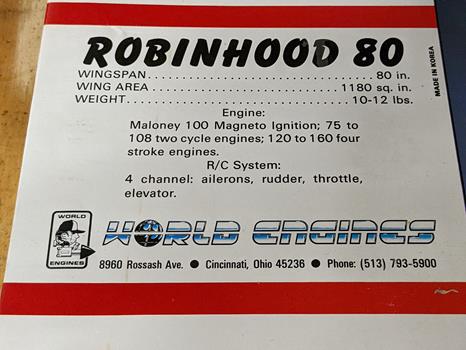 ROBINHOOD 80
WINGSPAN............................80 in.
WING AREA......................1180 sq. in.
WEIGHT...........................10-12 lbs.
Engine:
Maloney 100 Magneto Ignition; 75 to
108 two cycle engines; 120 to 160 four
stroke engines.
R/C System:
4 channel: ailerons, rudder, throttle,
elevator.
MADE IN KOREA
WORLD
ENGINES
WORLD ENGINES
8960 Rossash Ave. ● Cincinnati, Ohio 45236 ● Phone: (513) 793-5900